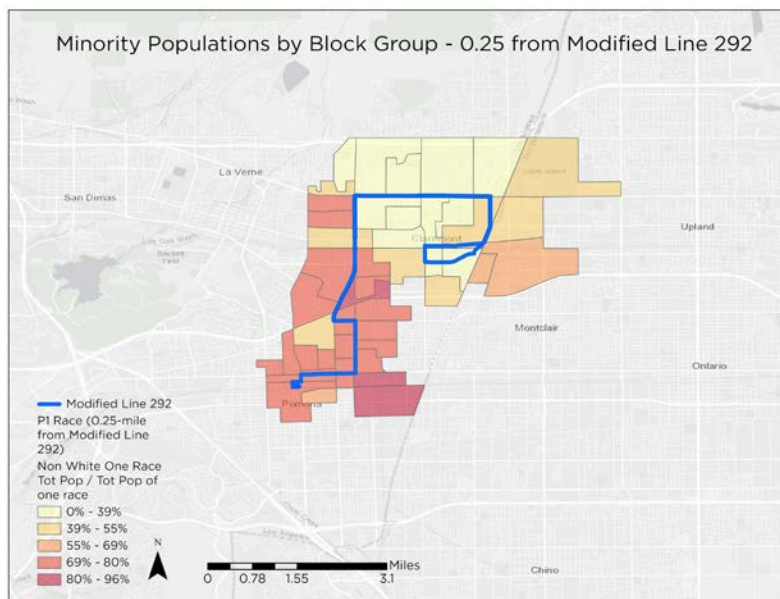 Minority Populations by Block Group - 0.25 from Modified Line 292
La Verne
San Dimas
Claremont
Upland
Montclair
Ontario
Pomona
Chino
Modified Line 292
P1 Race (0.25-mile
from Modified Line
292)
Non White One Race
Tot Pop / Tot Pop of
one race
0% - 39%
39% - 55%
55% - 69%
69% - 80%
80% - 96%
N
Miles
0 0.78 1.55 3.1